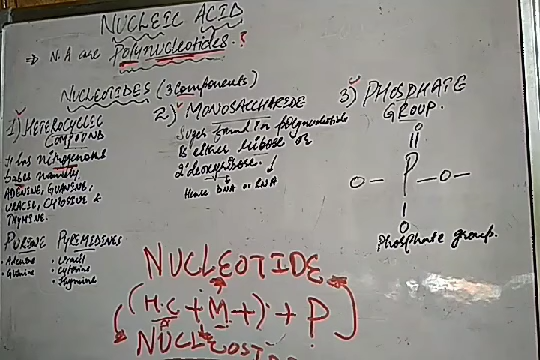 NUCLEIC ACID
⇒ N.A are Polynucleotides.
NUCLEOTIDES (3 Components)
1) HETEROCYCLIC
COMPOUND
It has nitrogenous
bases namely
ADENINE, GUANINE,
URACIL, CYTOSINE &
THYMINE.
PURINE PYRIMIDINES
• Adenine • Uracil
• Guanine • Cytosine
• Thymine
2) MONOSACCHARIDE
Sugar found in polynucleotide
is either ribose or
2' deoxyribose.
Hence DNA or RNA
3) PHOSPHATE
GROUP.
O
||
O – P – O –
|
O
Phosphate group.
NUCLEOTIDE
(H.C + M +) + P